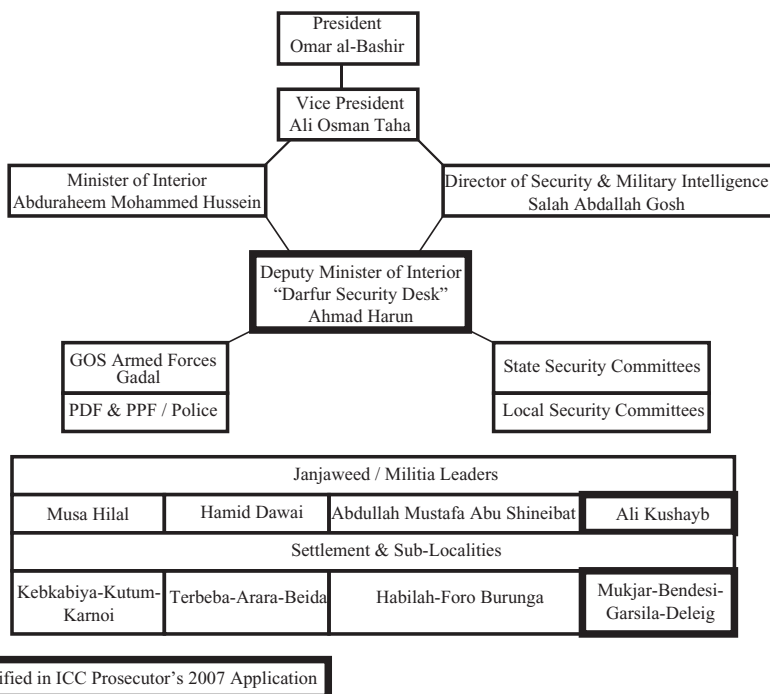 President
Omar al-Bashir
Vice President
Ali Osman Taha
Minister of Interior
Abduraheem Mohammed Hussein
Director of Security & Military Intelligence
Salah Abdallah Gosh
Deputy Minister of Interior
“Darfur Security Desk”
Ahmad Harun
GOS Armed Forces
Gadal
PDF & PPF / Police
State Security Committees
Local Security Committees
Janjaweed / Militia Leaders
Musa Hilal
Hamid Dawai
Abdullah Mustafa Abu Shineibat
Ali Kushayb
Settlement & Sub-Localities
Kebkabiya-Kutum-
Karnoi
Terbeba-Arara-Beida
Habilah-Foro Burunga
Mukjar-Bendesi-
Garsila-Deleig
in ICC Prosecutor’s 2007 Application